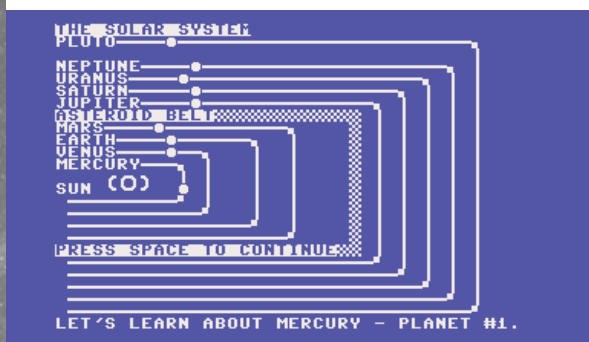 THE SOLAR SYSTEM
PLUTO
NEPTUNE
URANUS
SATURN
JUPITER
ASTEROID BELT
MARS
EARTH
VENUS
MERCURY
SUN (O)
PRESS SPACE TO CONTINUE
LET'S LEARN ABOUT MERCURY - PLANET #1.